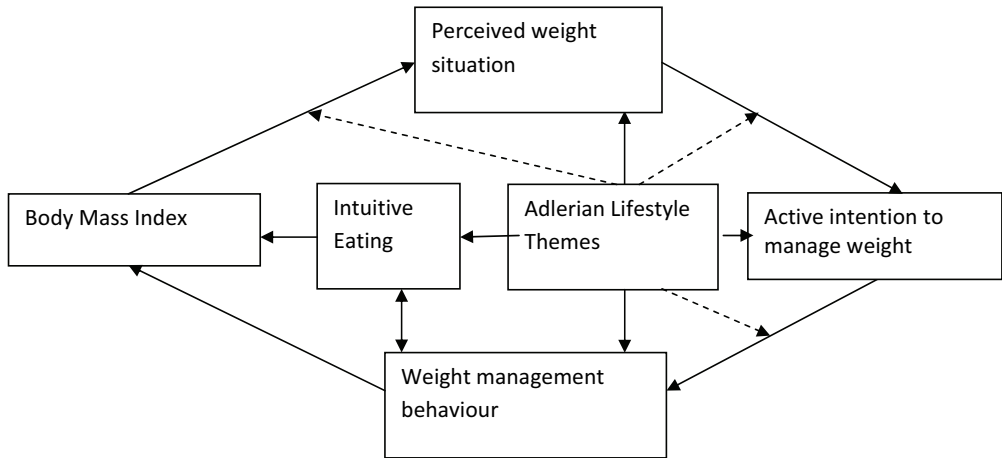 Perceived weight
situation
Body Mass Index
Intuitive
Eating
Adlerian Lifestyle
Themes
Active intention to
manage weight
Weight management
behaviour